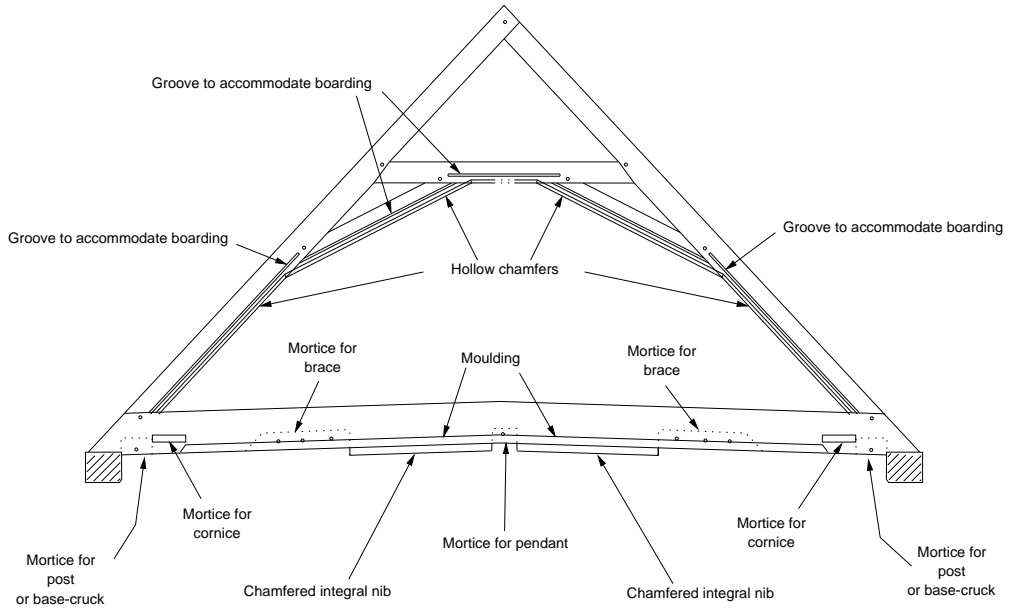 Groove to accommodate boarding
Groove to accommodate boarding
Groove to accommodate boarding
Hollow chamfers
Mortice for
brace
Moulding
Mortice for
brace
Mortice for
cornice
Mortice for pendant
Mortice for
cornice
Mortice for
post
or base-cruck
Chamfered integral nib
Chamfered integral nib
Mortice for
post
or base-cruck